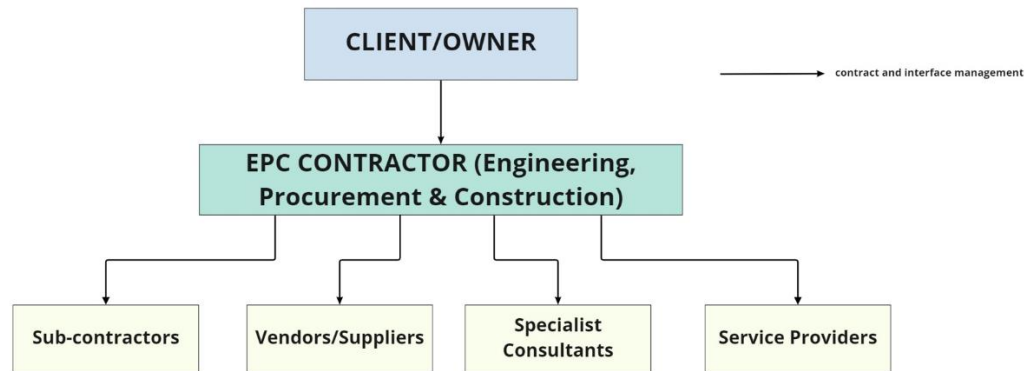 CLIENT/OWNER
contract and interface management
EPC CONTRACTOR (Engineering,
Procurement & Construction)
Sub-contractors
Vendors/Suppliers
Specialist
Consultants
Service Providers